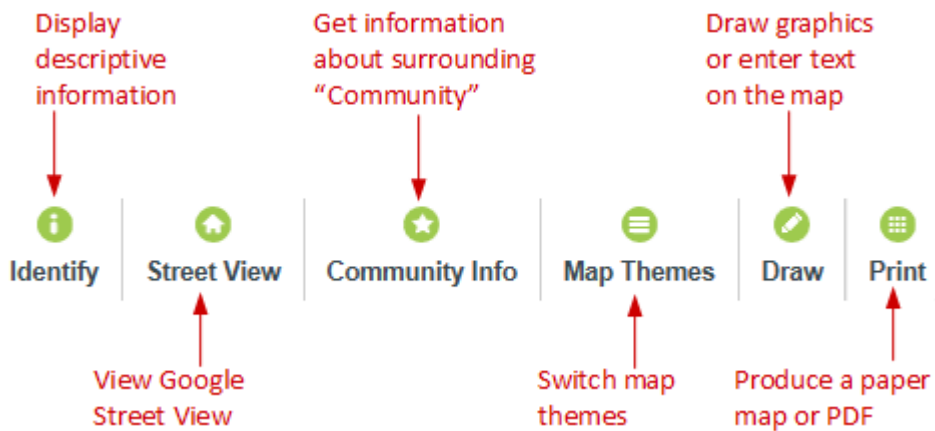 Display
descriptive
information
Get information
about surrounding
“Community”
Draw graphics
or enter text
on the map
Identify
Street View
Community Info
Map Themes
Draw
Print
View Google
Street View
Switch map
themes
Produce a paper
map or PDF